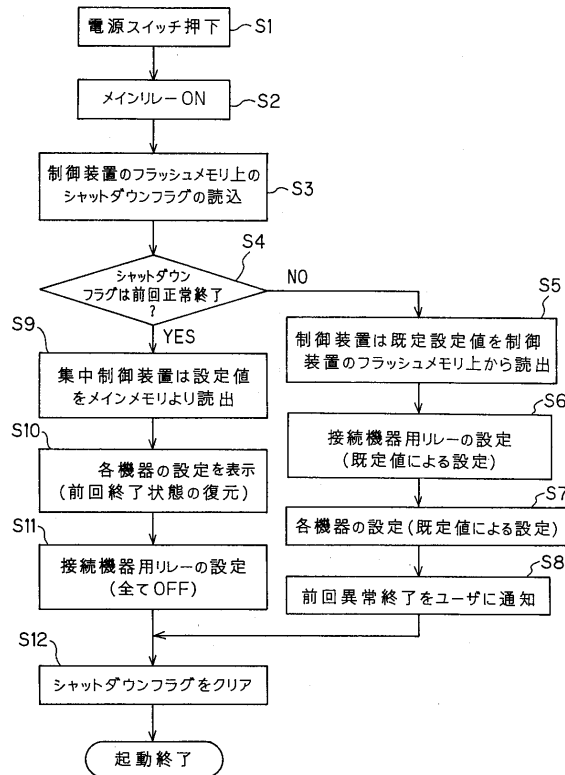 電源スイッチ押下
S1
メインリレーON
S2
制御装置のフラッシュメモリ上の
シャットダウンフラグの読込
S3
S4
シャットダウン
フラグは前回正常終了
?
NO
YES
S5
制御装置は既定設定値を制御
装置のフラッシュメモリ上から読出
S6
接続機器用リレーの設定
(既定値による設定)
S7
各機器の設定(既定値による設定)
S8
前回異常終了をユーザに通知
S9
集中制御装置は設定値
をメインメモリより読出
S10
各機器の設定を表示
(前回終了状態の復元)
S11
接続機器用リレーの設定
(全てOFF)
S12
シャットダウンフラグをクリア
起動終了